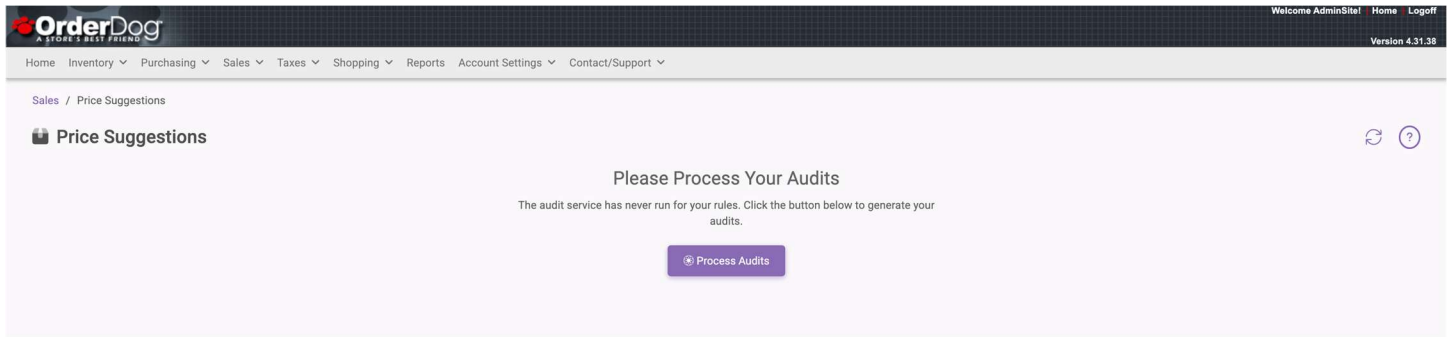 Welcome AdminSite! | Home | Logoff
OrderDog
A STORE'S BEST FRIEND
Version 4.31.38
Home Inventory Purchasing Sales Taxes Shopping Reports Account Settings Contact/Support
Sales / Price Suggestions
Price Suggestions
?
Please Process Your Audits
The audit service has never run for your rules. Click the button below to generate your
audits.
Process Audits